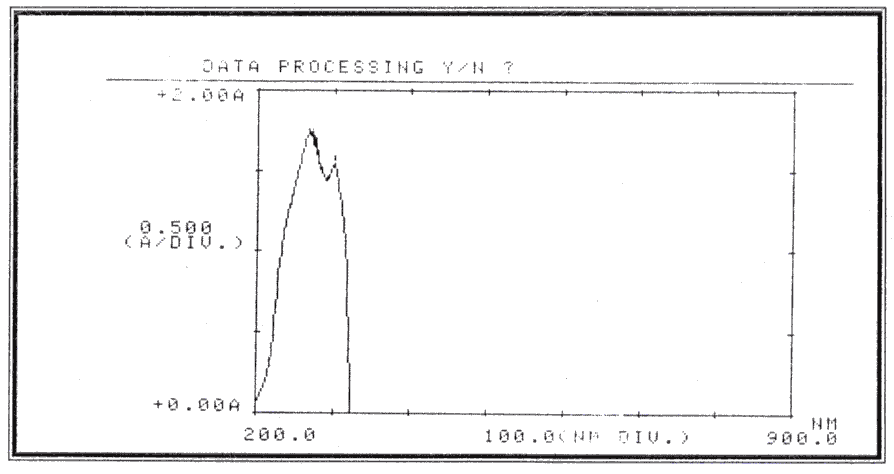 DATA PROCESSING Y/N ?
+2.00A
0.500
(A/DIV.)
+0.00A
NM
200.0 100.0(NM DIV.) 900.0